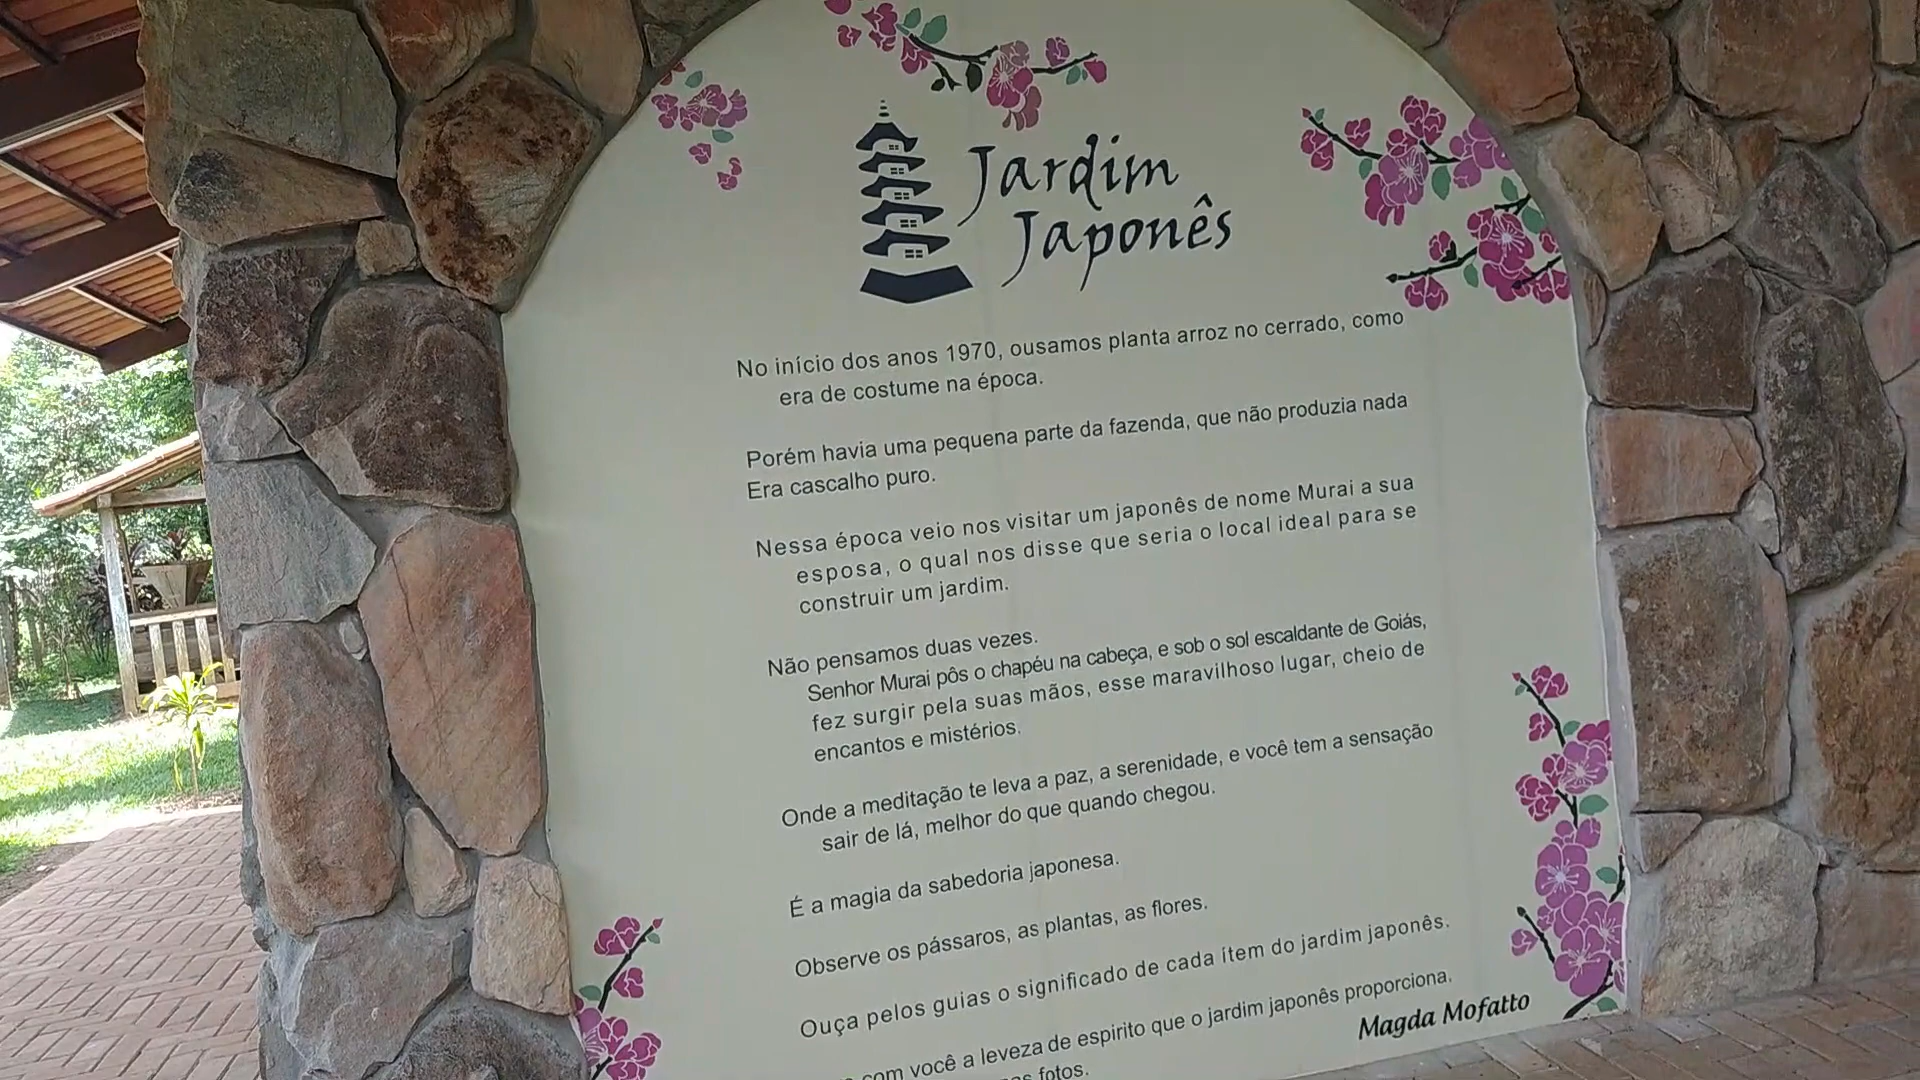 Jardim
Japonês
No início dos anos 1970, ousamos planta arroz no cerrado, como
era de costume na época.
Porém havia uma pequena parte da fazenda, que não produzia nada
Era cascalho puro.
Nessa época veio nos visitar um japonês de nome Murai a sua
esposa, o qual nos disse que seria o local ideal para se
construir um jardim.
Não pensamos duas vezes.
Senhor Murai pôs o chapéu na cabeça, e sob o sol escaldante de Goiás,
fez surgir pela suas mãos, esse maravilhoso lugar, cheio de
encantos e mistérios.
Onde a meditação te leva a paz, a serenidade, e você tem a sensação
sair de lá, melhor do que quando chegou.
É a magia da sabedoria japonesa.
Observe os pássaros, as plantas, as flores.
Ouça pelos guias o significado de cada ítem do jardim japonês.
com você a leveza de espirito que o jardim japonês proporciona.
fotos.
Magda Mofatto